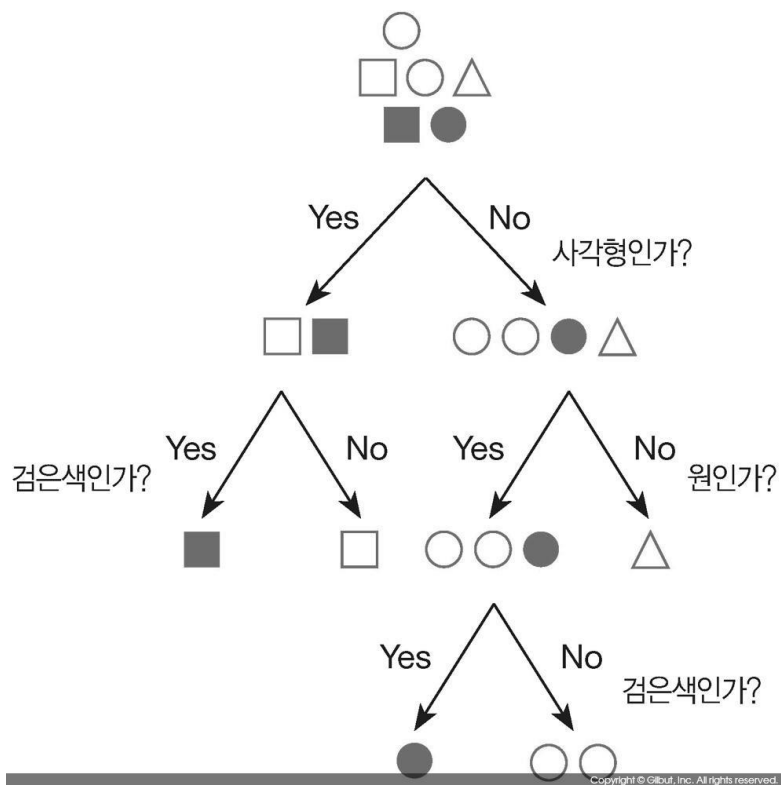 Yes
No
사각형인가?
검은색인가?
Yes
No
Yes
No
원인가?
Yes
No
검은색인가?
Copyright © Gilbut, Inc. All rights reserved.